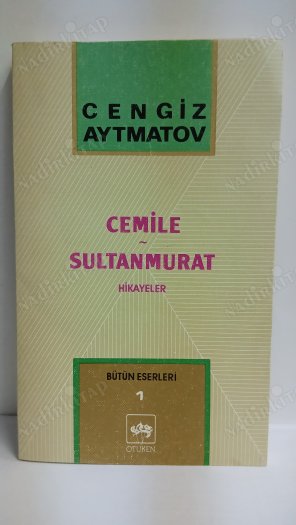 CENGİZ
AYTMATOV
CEMİLE
~
SULTANMURAT
HİKAYELER
BÜTÜN ESERLERİ
1
ÖTÜKEN